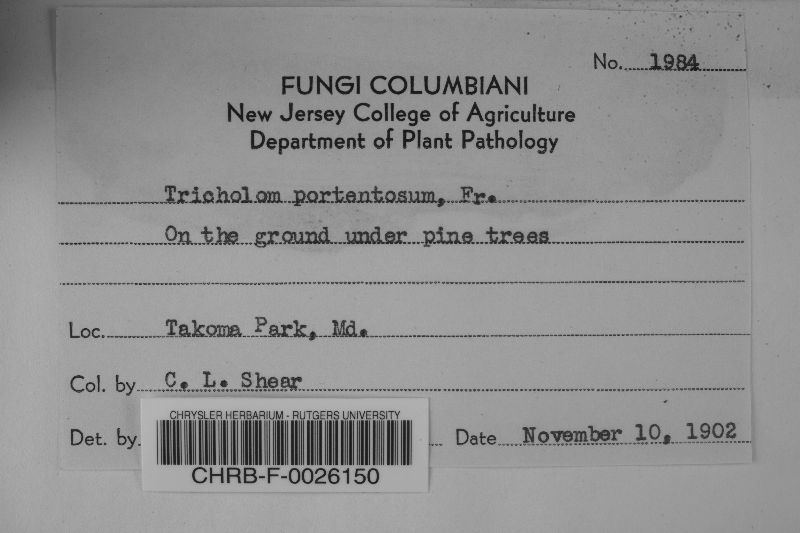 No. 1984
FUNGI COLUMBIANI
New Jersey College of Agriculture
Department of Plant Pathology
Tricholom portentosum, Fr.
On the ground under pine trees
Loc. Takoma Park, Md.
Col. by C. L. Shear
Det. by
Date November 10, 1902
CHRYSLER HERBARIUM - RUTGERS UNIVERSITY
CHRB-F-0026150